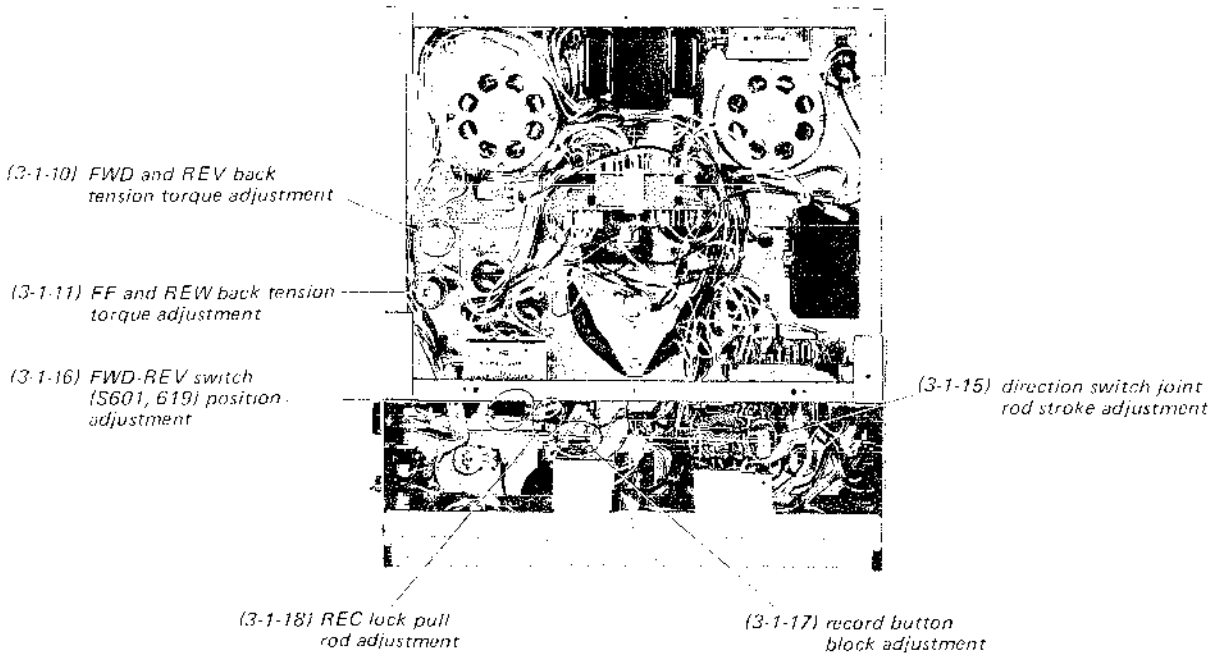 (3-1-10) FWD and REV back
tension torque adjustment
(3-1-11) FF and REW back tension
torque adjustment
(3-1-16) FWD-REV switch
(S601, 619) position
adjustment
(3-1-15) direction switch joint
rod stroke adjustment
(3-1-18) REC lock pull
rod adjustment
(3-1-17) record button
block adjustment